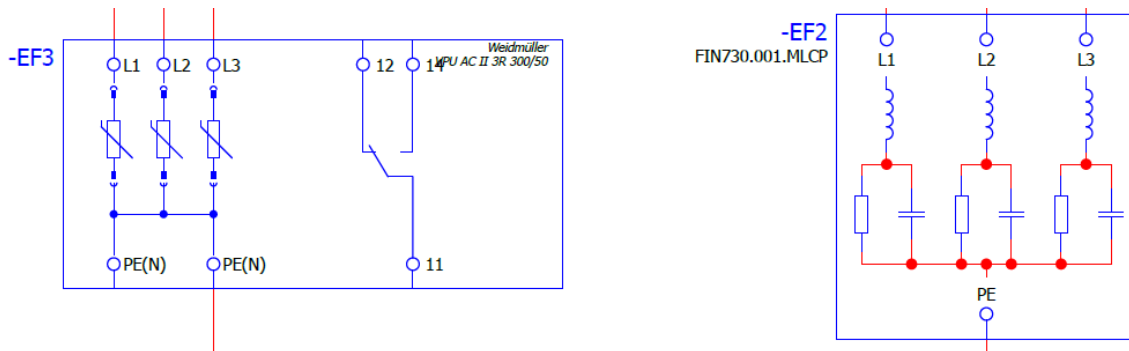 -EF3
Weidmüller
VPU AC II 3R 300/50
L1
L2
L3
12
14
PE(N)
PE(N)
11
-EF2
FIN730.001.MLCP
L1
L2
L3
PE